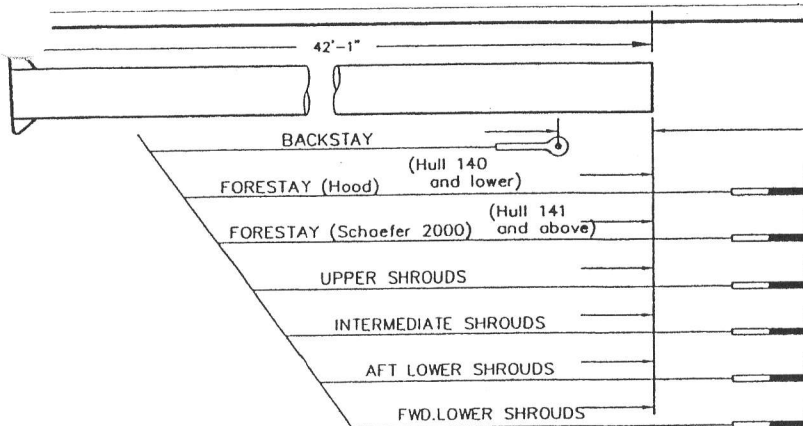 42'-1"
BACKSTAY
(Hull 140
and lower)
FORESTAY (Hood)
(Hull 141
and above)
FORESTAY (Schaefer 2000)
UPPER SHROUDS
INTERMEDIATE SHROUDS
AFT LOWER SHROUDS
FWD.LOWER SHROUDS